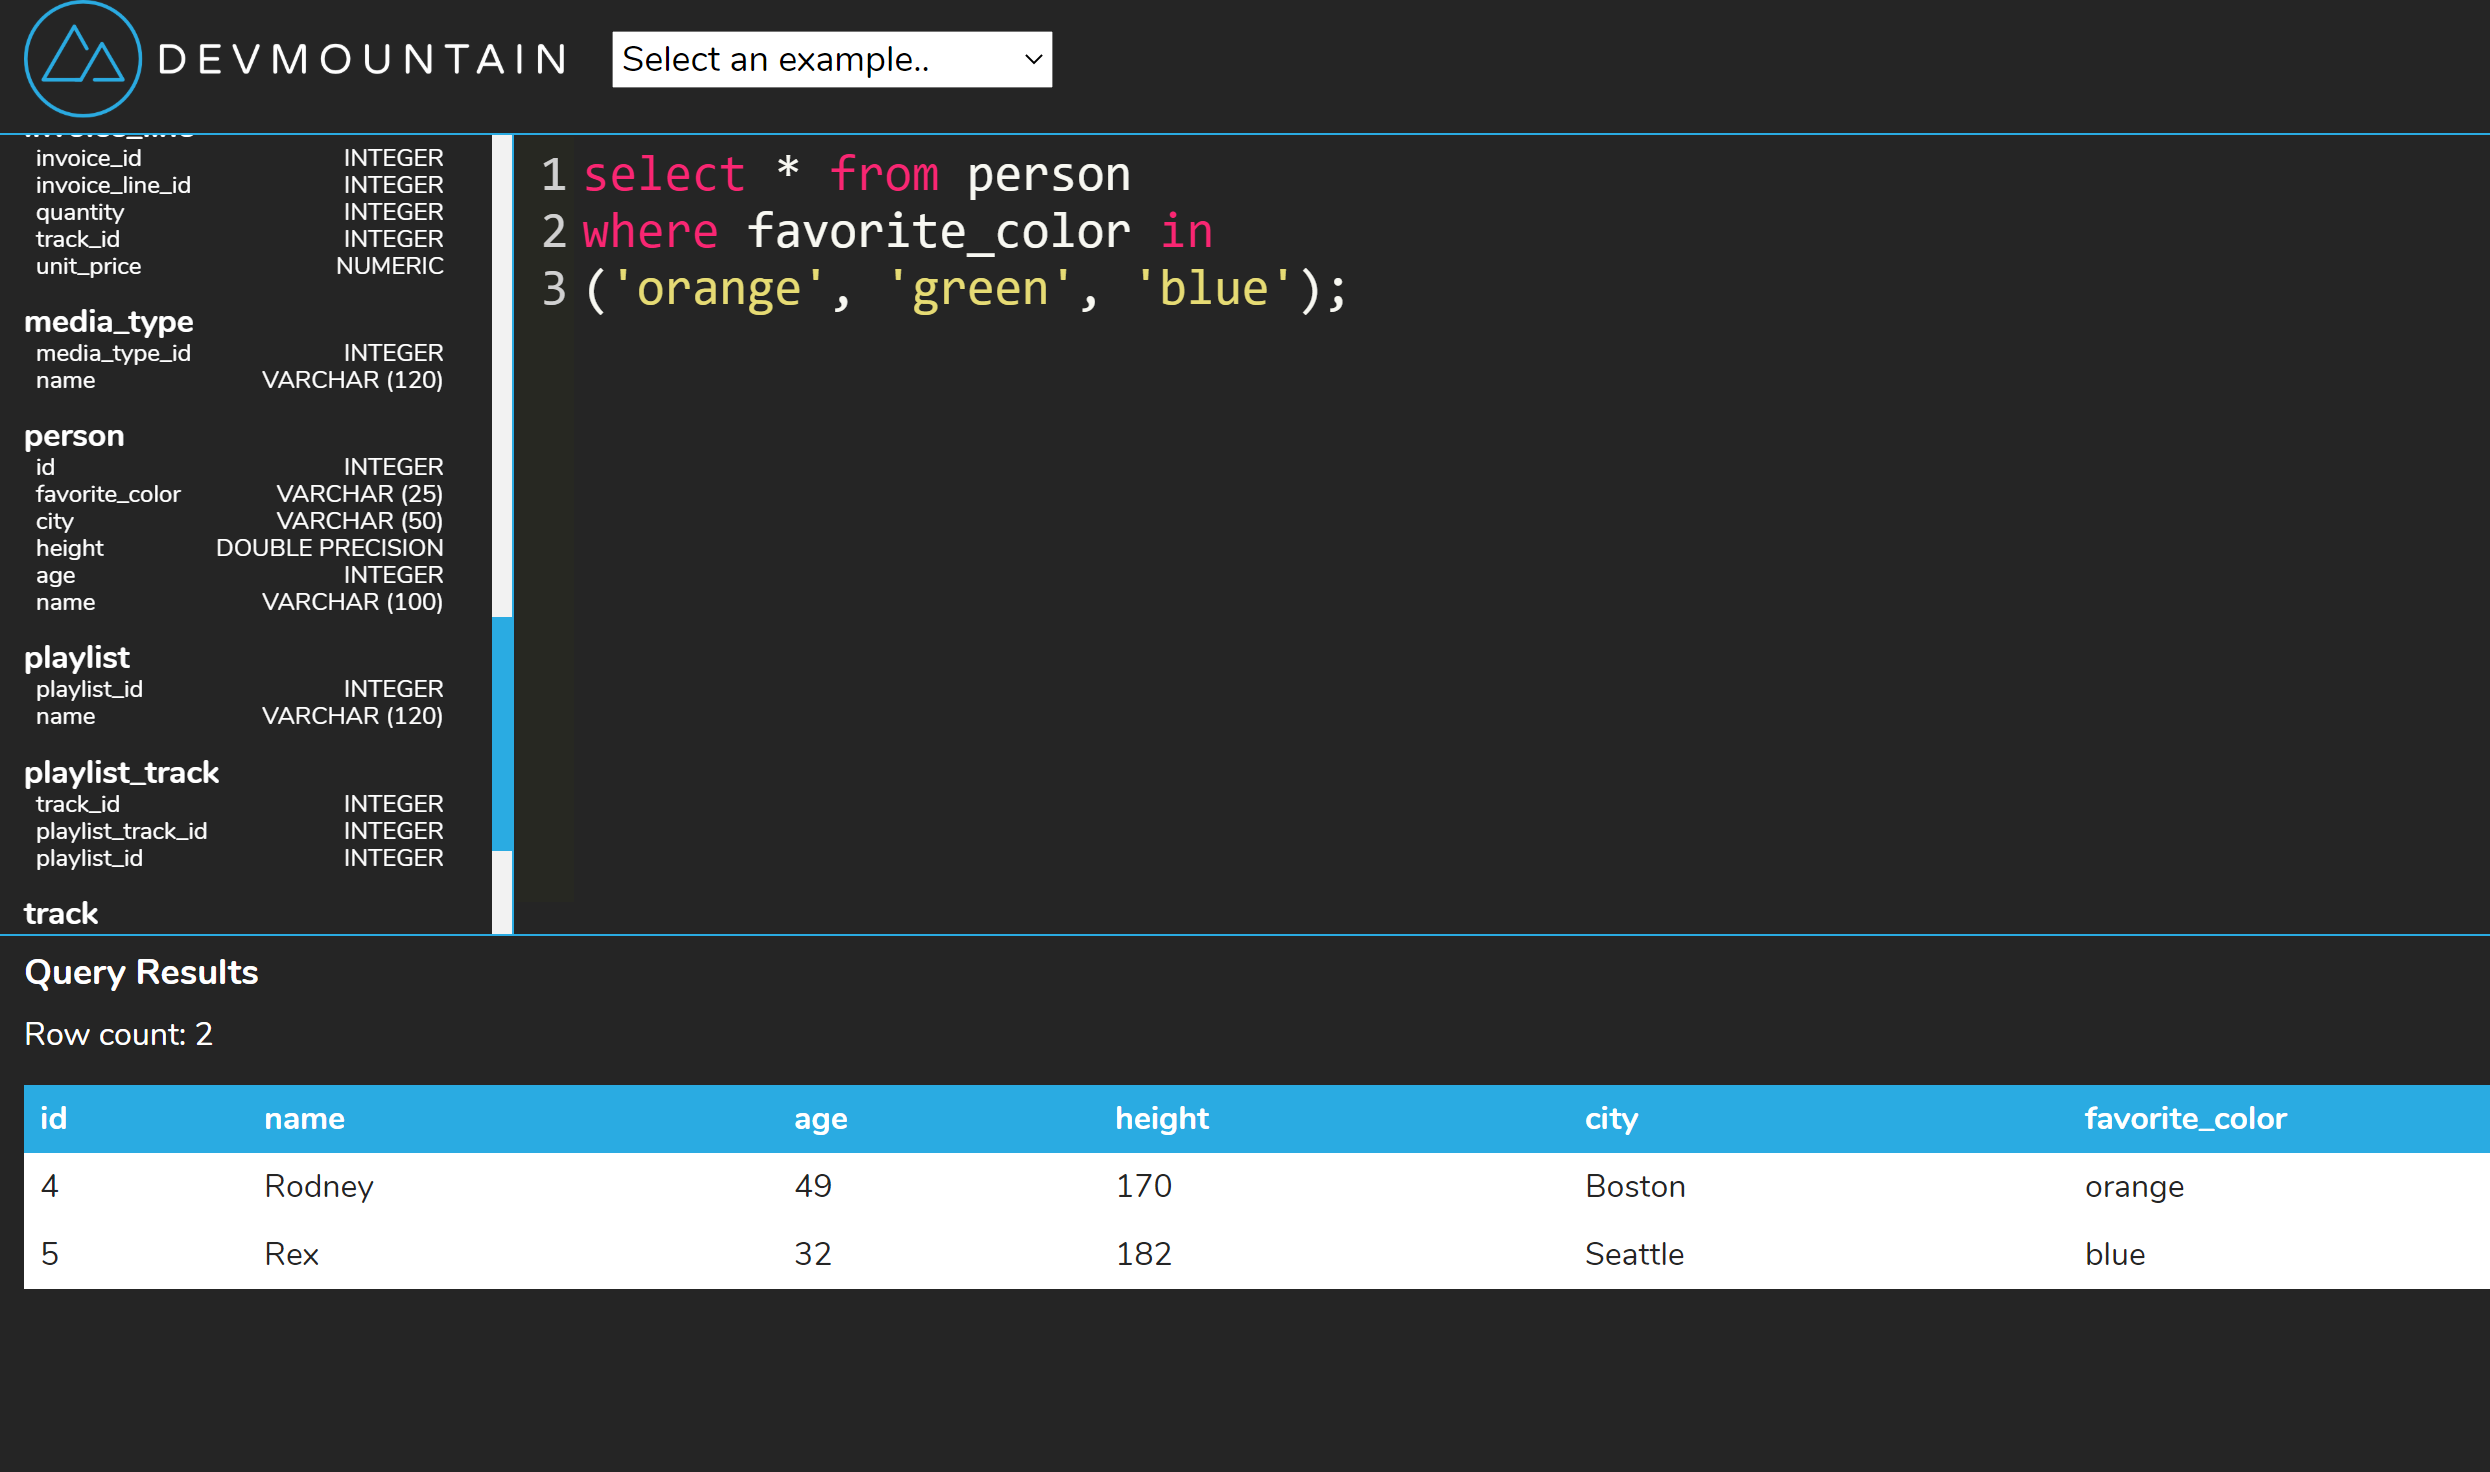 DEVMOUNTAIN
Select an example..
invoice_id INTEGER
invoice_line_id INTEGER
quantity INTEGER
track_id INTEGER
unit_price NUMERIC
media_type
media_type_id INTEGER
name VARCHAR (120)
person
id INTEGER
favorite_color VARCHAR (25)
city VARCHAR (50)
height DOUBLE PRECISION
age INTEGER
name VARCHAR (100)
playlist
playlist_id INTEGER
name VARCHAR (120)
playlist_track
track_id INTEGER
playlist_track_id INTEGER
playlist_id INTEGER
track
1 select * from person
2 where favorite_color in
3 ('orange', 'green', 'blue');
Query Results
Row count: 2
id name age height city favorite_color
4 Rodney 49 170 Boston orange
5 Rex 32 182 Seattle blue